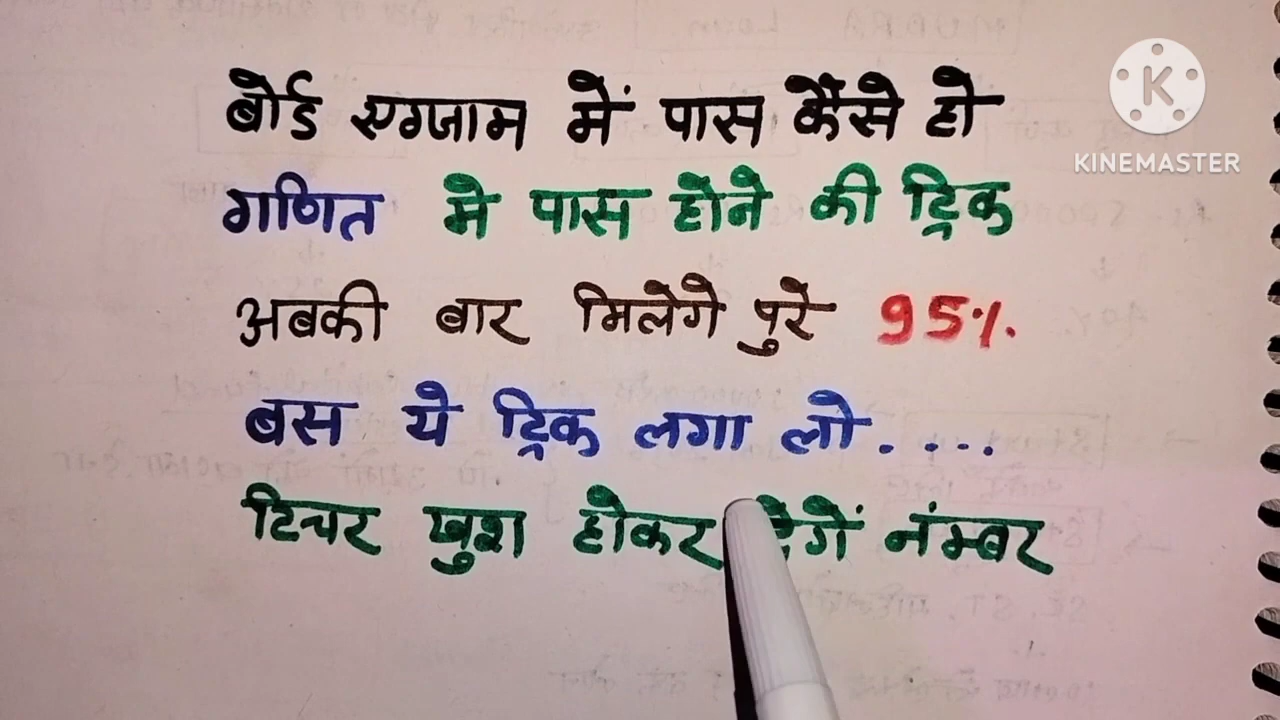 बोर्ड एग्जाम में पास कैसे हो
गणित मे पास होने की ट्रिक
अबकी बार मिलेगे पुरे 95%
बस ये ट्रिक लगा लो.....
टिचर खुश होकर देगें नंम्बर
K
KINEMASTER